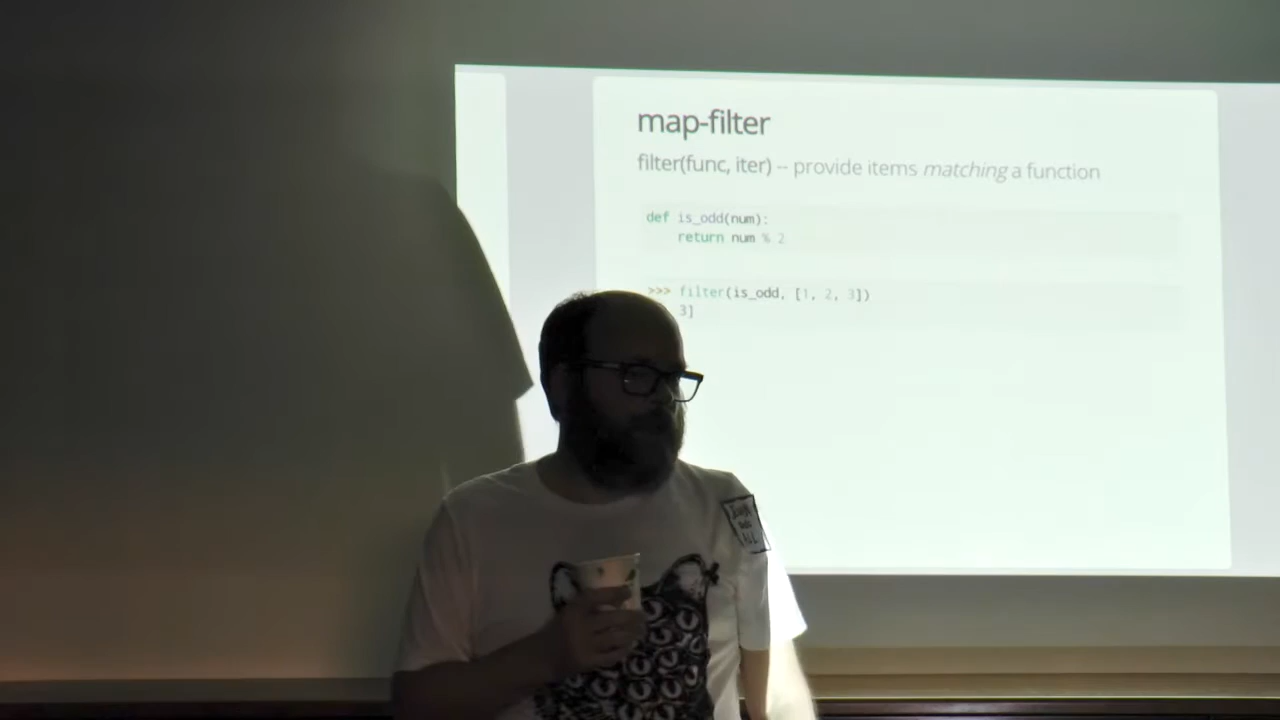 map-filter
filter(func, iter) -- provide items matching a function
def is_odd(num):
return num % 2
>>> filter(is_odd, [1, 2, 3])
3]
ALL